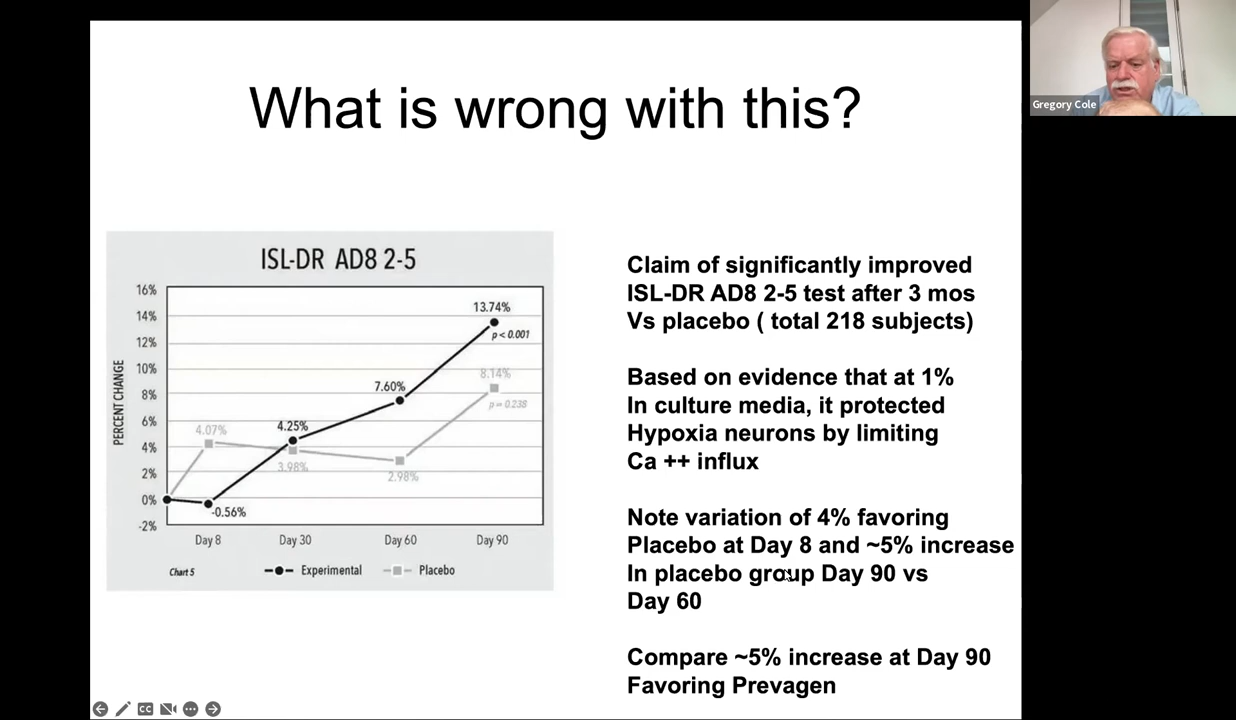 What is wrong with this?
Gregory Cole
ISL-DR AD8 2-5
16%
14%
12%
10%
8%
6%
4%
2%
0%
-2%
PERCENT CHANGE
4.07%
-0.56%
4.25%
3.98%
7.60%
2.98%
13.74%
p < 0.001
8.14%
p = 0.238
Day 8 Day 30 Day 60 Day 90
Chart 5
Experimental
Placebo
Claim of significantly improved
ISL-DR AD8 2-5 test after 3 mos
Vs placebo ( total 218 subjects)
Based on evidence that at 1%
In culture media, it protected
Hypoxia neurons by limiting
Ca ++ influx
Note variation of 4% favoring
Placebo at Day 8 and ~5% increase
In placebo group Day 90 vs
Day 60
Compare ~5% increase at Day 90
Favoring Prevagen
CC